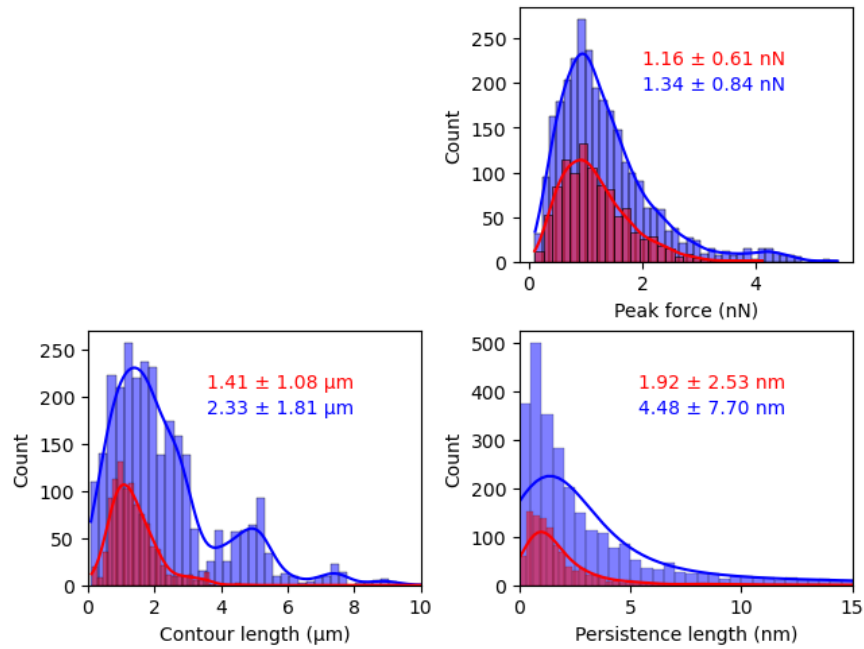 250
200
150
100
50
0
Count
1.16 ± 0.61 nN
1.34 ± 0.84 nN
0
2
4
Peak force (nN)
250
200
150
100
50
0
Count
1.41 ± 1.08 µm
2.33 ± 1.81 µm
0
2
4
6
8
10
Contour length (µm)
500
400
300
200
100
0
Count
1.92 ± 2.53 nm
4.48 ± 7.70 nm
0
5
10
15
Persistence length (nm)